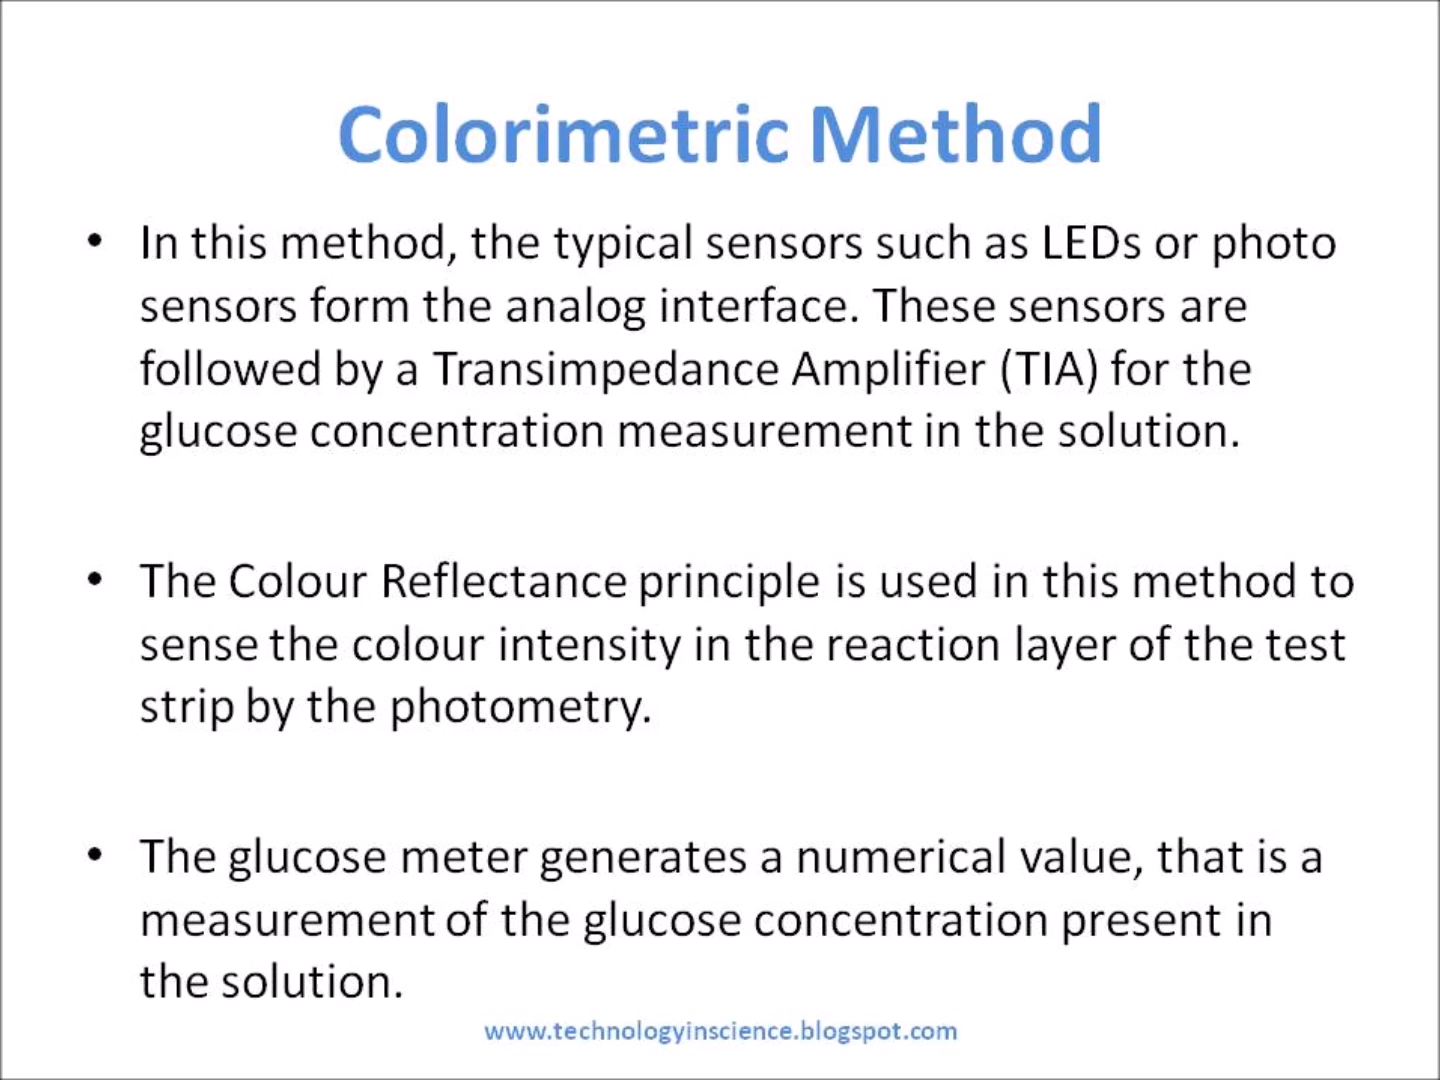 Colorimetric Method
• In this method, the typical sensors such as LEDs or photo
sensors form the analog interface. These sensors are
followed by a Transimpedance Amplifier (TIA) for the
glucose concentration measurement in the solution.
• The Colour Reflectance principle is used in this method to
sense the colour intensity in the reaction layer of the test
strip by the photometry.
• The glucose meter generates a numerical value, that is a
measurement of the glucose concentration present in
the solution.
www.technologyinscience.blogspot.com